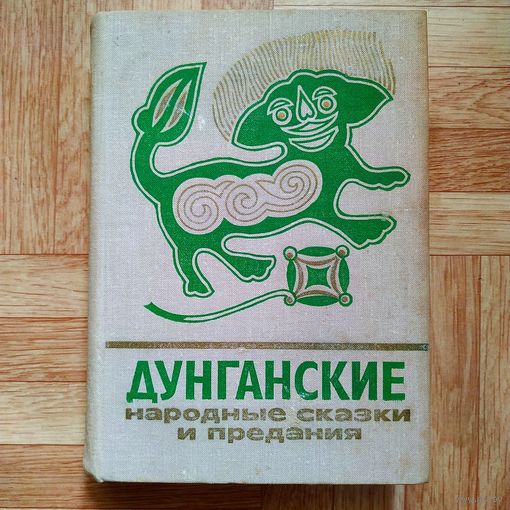 ДУНГАНСКИЕ
народные сказки
и предания